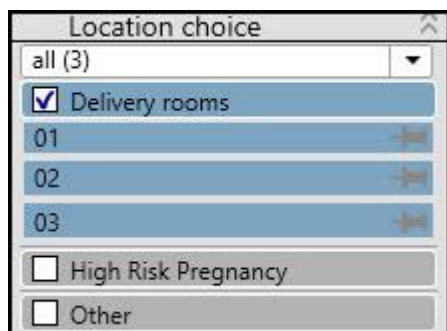 Location choice
all (3)
Delivery rooms
01
02
03
High Risk Pregnancy
Other